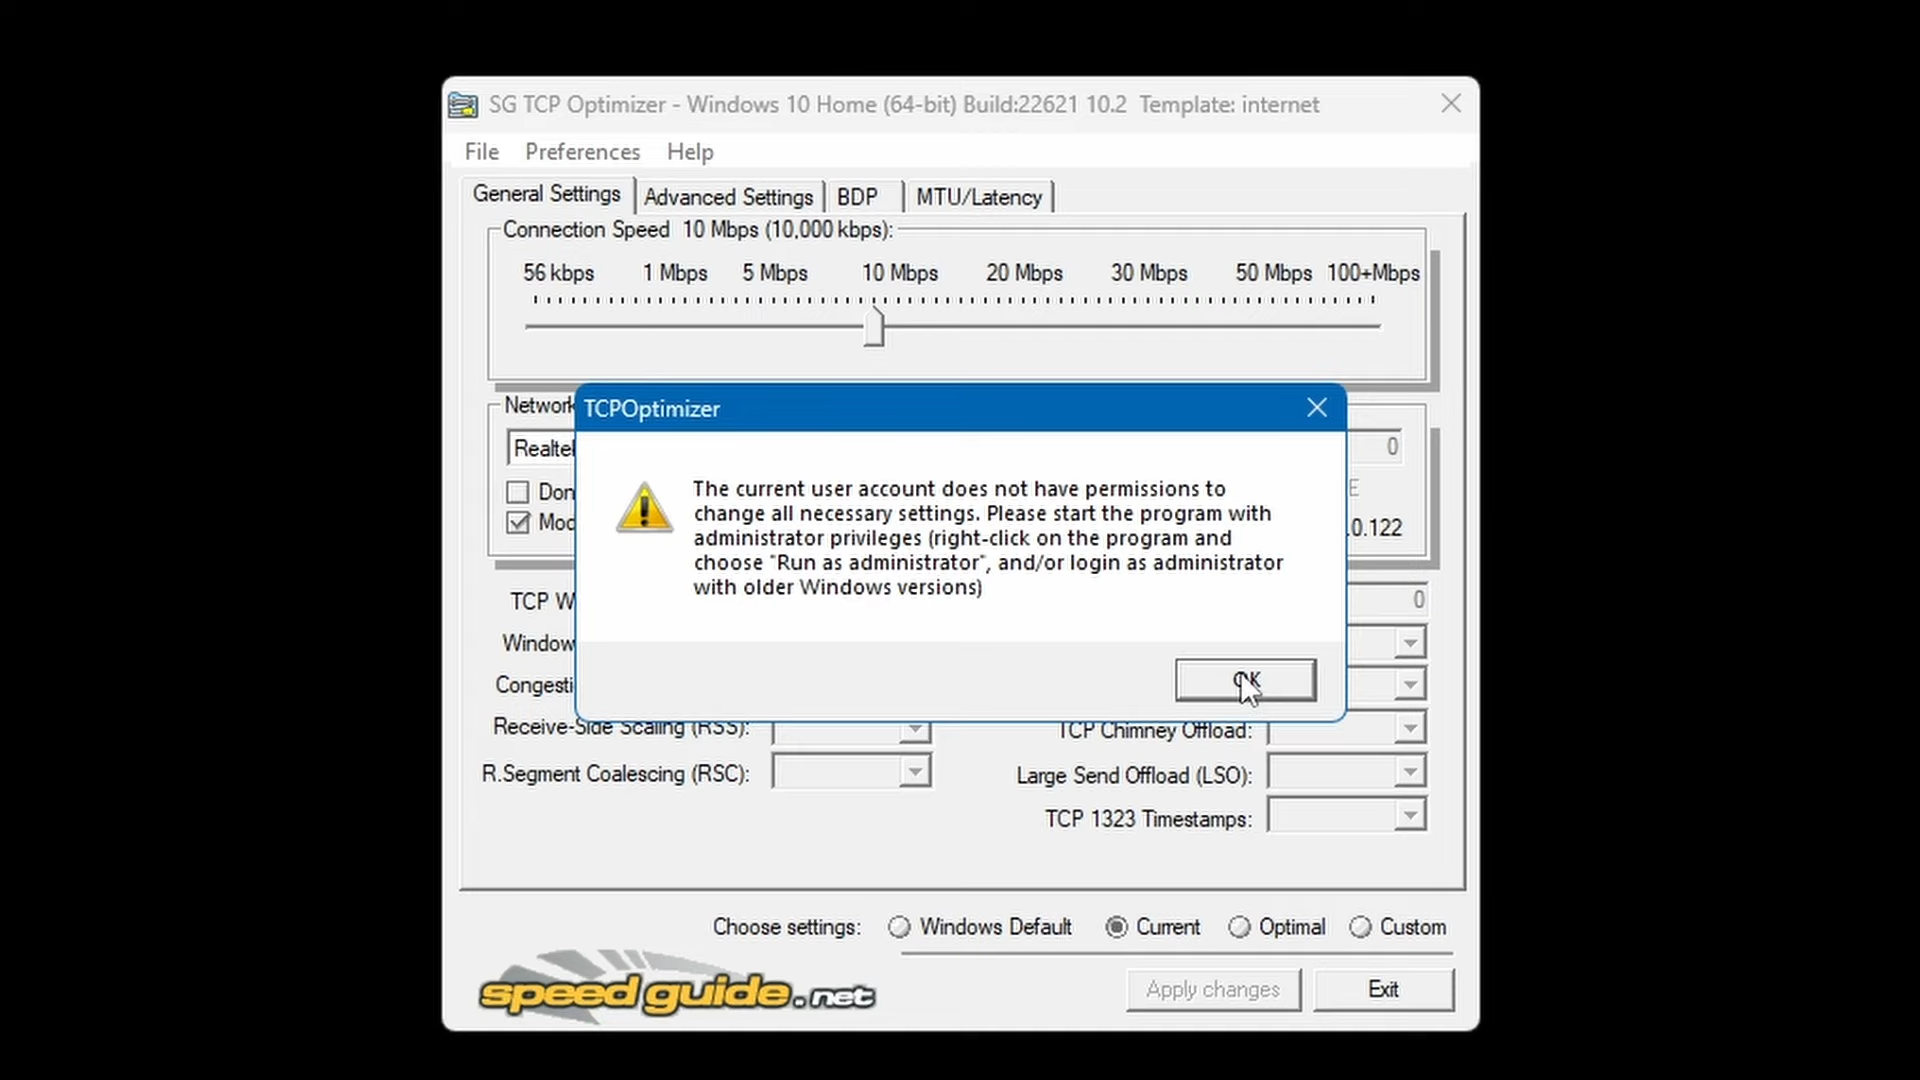 SG TCP Optimizer - Windows 10 Home (64-bit) Build:22621 10.2 Template: internet
File Preferences Help
General Settings Advanced Settings BDP MTU/Latency
Connection Speed 10 Mbps (10,000 kbps):
56 kbps 1 Mbps 5 Mbps 10 Mbps 20 Mbps 30 Mbps 50 Mbps 100+Mbps
Network
TCPOptimizer
Realtek
0
The current user account does not have permissions to
change all necessary settings. Please start the program with
administrator privileges (right-click on the program and
choose "Run as administrator", and/or login as administrator
with older Windows versions)
Don
E
Mod
.0.122
TCP W
0
Window
Congesti
OK
Receive-Side Scaling (RSS):
TCP Chimney Offload:
R.Segment Coalescing (RSC):
Large Send Offload (LSO):
TCP 1323 Timestamps:
Choose settings: Windows Default Current Optimal Custom
speedguide.net
Apply changes Exit